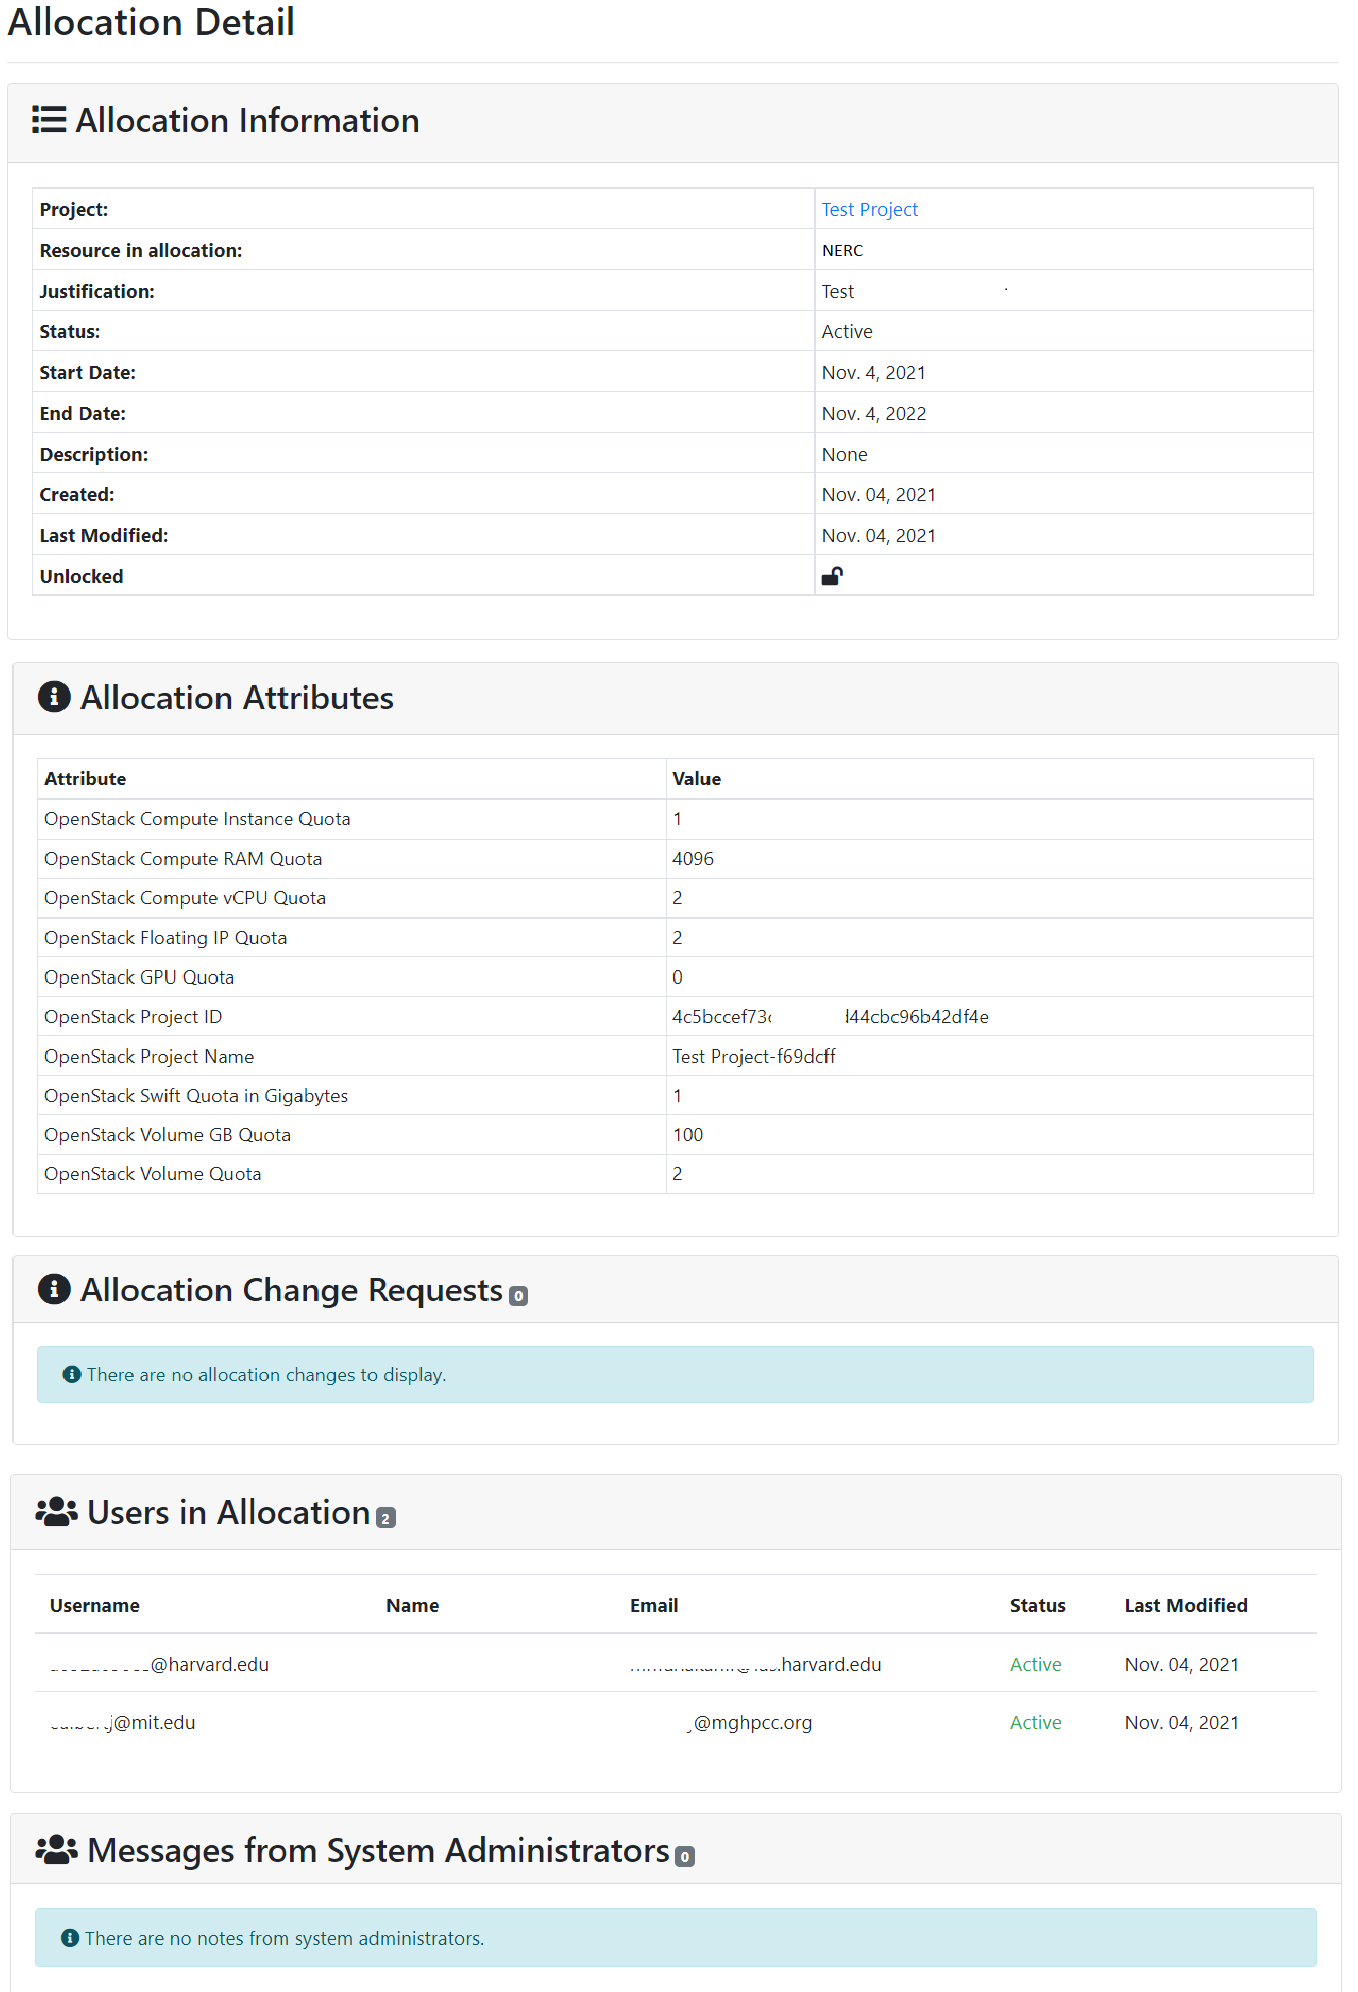 Allocation Detail
Allocation Information
Project: Test Project
Resource in allocation: NERC
Justification: Test
Status: Active
Start Date: Nov. 4, 2021
End Date: Nov. 4, 2022
Description: None
Created: Nov. 04, 2021
Last Modified: Nov. 04, 2021
Unlocked
Allocation Attributes
Attribute Value
OpenStack Compute Instance Quota 1
OpenStack Compute RAM Quota 4096
OpenStack Compute vCPU Quota 2
OpenStack Floating IP Quota 2
OpenStack GPU Quota 0
OpenStack Project ID 4c5bccef73 44cbc96b42df4e
OpenStack Project Name Test Project-f69dcff
OpenStack Swift Quota in Gigabytes 1
OpenStack Volume GB Quota 100
OpenStack Volume Quota 2
Allocation Change Requests 0
There are no allocation changes to display.
Users in Allocation 2
Username Name Email Status Last Modified
@harvard.edu .harvard.edu Active Nov. 04, 2021
@mit.edu @mghpcc.org Active Nov. 04, 2021
Messages from System Administrators 0
There are no notes from system administrators.